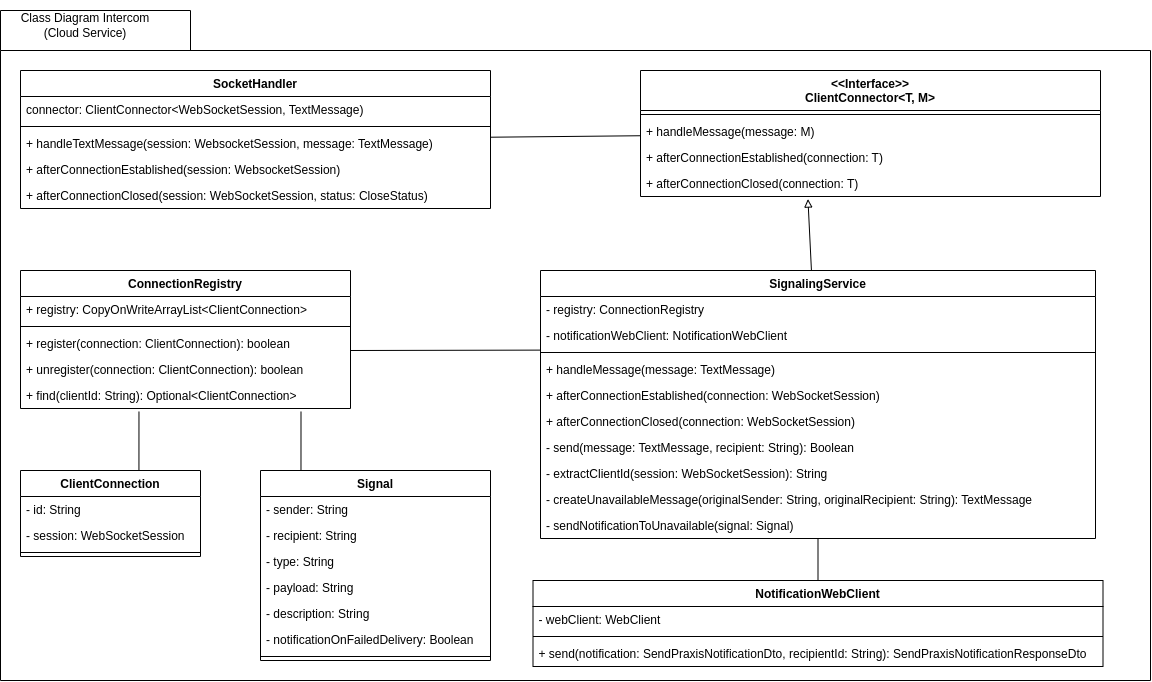 Class Diagram Intercom
(Cloud Service)
SocketHandler
connector: ClientConnector<WebSocketSession, TextMessage)
+ handleTextMessage(session: WebsocketSession, message: TextMessage)
+ afterConnectionEstablished(session: WebsocketSession)
+ afterConnectionClosed(session: WebSocketSession, status: CloseStatus)
<<Interface>>
ClientConnector<T, M>
+ handleMessage(message: M)
+ afterConnectionEstablished(connection: T)
+ afterConnectionClosed(connection: T)
ConnectionRegistry
+ registry: CopyOnWriteArrayList<ClientConnection>
+ register(connection: ClientConnection): boolean
+ unregister(connection: ClientConnection): boolean
+ find(clientId: String): Optional<ClientConnection>
SignalingService
- registry: ConnectionRegistry
- notificationWebClient: NotificationWebClient
+ handleMessage(message: TextMessage)
+ afterConnectionEstablished(connection: WebSocketSession)
+ afterConnectionClosed(connection: WebSocketSession)
- send(message: TextMessage, recipient: String): Boolean
- extractClientId(session: WebSocketSession): String
- createUnavailableMessage(originalSender: String, originalRecipient: String): TextMessage
- sendNotificationToUnavailable(signal: Signal)
ClientConnection
- id: String
- session: WebSocketSession
Signal
- sender: String
- recipient: String
- type: String
- payload: String
- description: String
- notificationOnFailedDelivery: Boolean
NotificationWebClient
- webClient: WebClient
+ send(notification: SendPraxisNotificationDto, recipientId: String): SendPraxisNotificationResponseDto